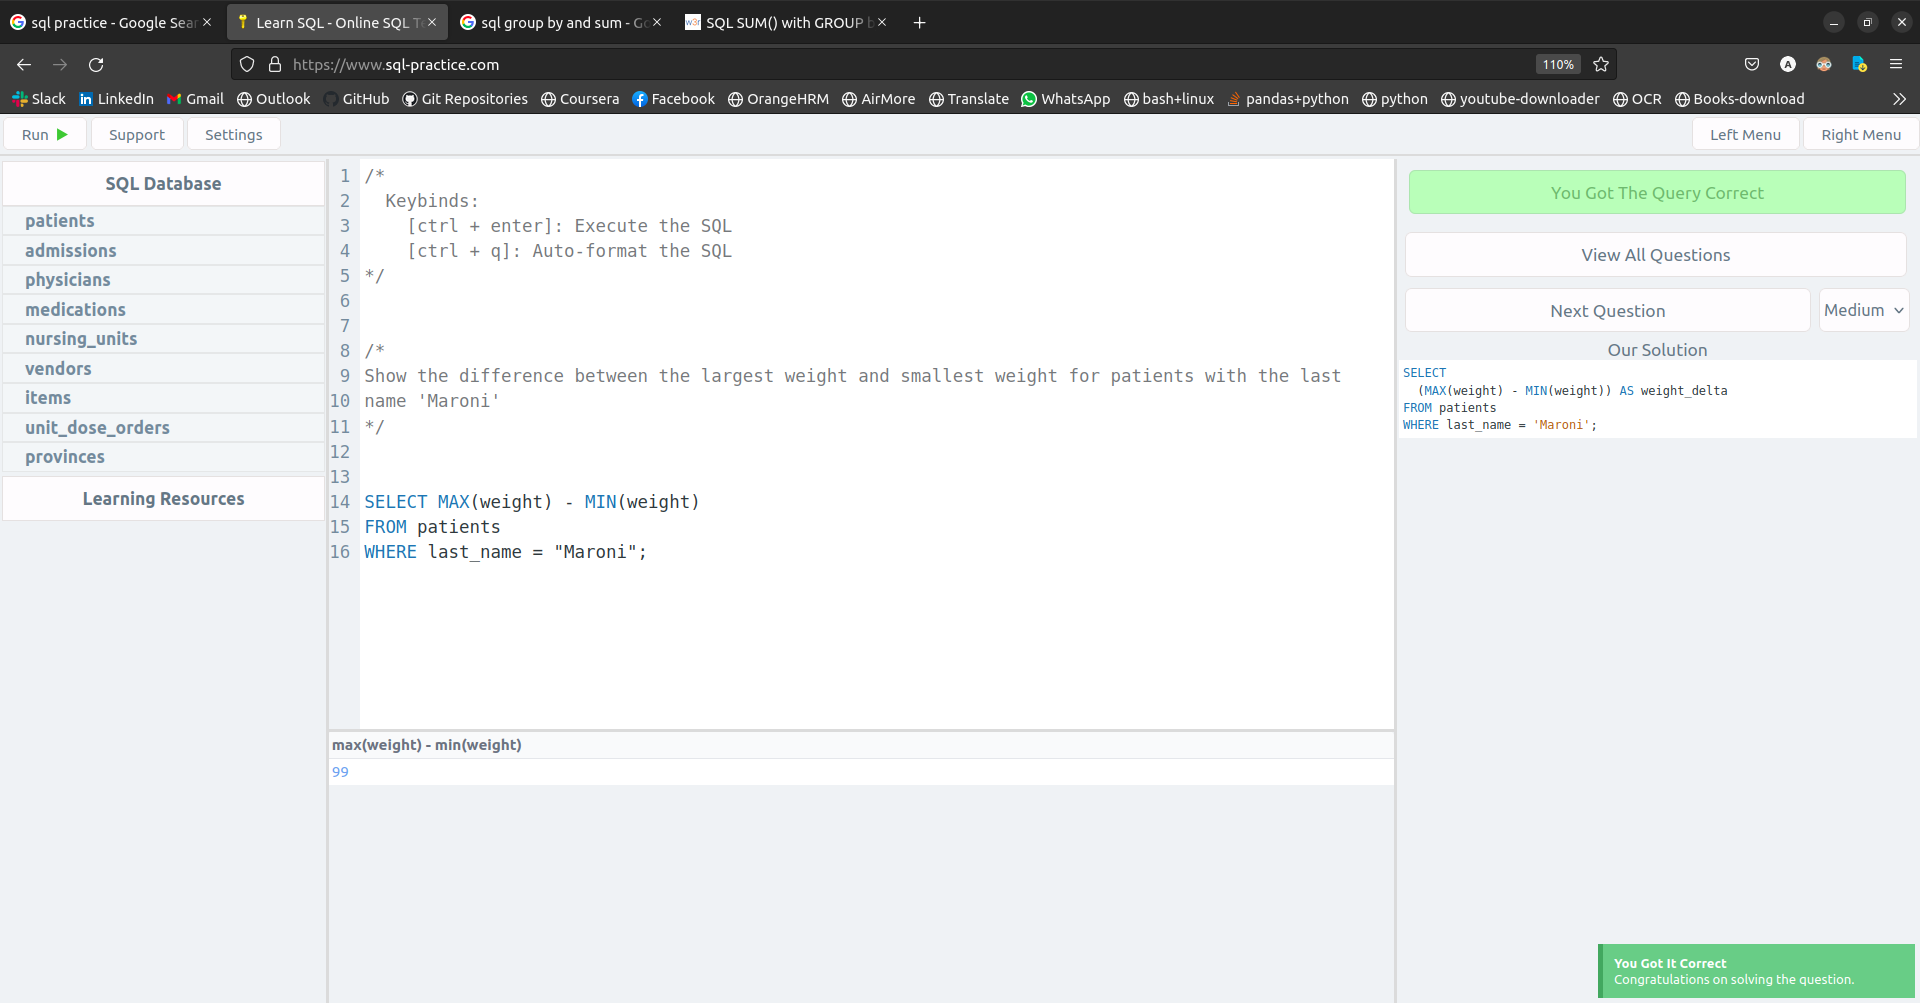 sql practice - Google Sear
Learn SQL - Online SQL Te
sql group by and sum - Go
w3r
SQL SUM() with GROUP b
https://www.sql-practice.com
110%
A
Slack
LinkedIn
Gmail
Outlook
GitHub
Git Repositories
Coursera
Facebook
OrangeHRM
AirMore
Translate
WhatsApp
bash+linux
pandas+python
python
youtube-downloader
OCR
Books-download
Run
Support
Settings
Left Menu
Right Menu
SQL Database
patients
admissions
physicians
medications
nursing_units
vendors
items
unit_dose_orders
provinces
Learning Resources
1 /*
2 Keybinds:
3 [ctrl + enter]: Execute the SQL
4 [ctrl + q]: Auto-format the SQL
5 */
6
7
8 /*
9 Show the difference between the largest weight and smallest weight for patients with the last
10 name 'Maroni'
11 */
12
13
14 SELECT MAX(weight) - MIN(weight)
15 FROM patients
16 WHERE last_name = "Maroni";
max(weight) - min(weight)
99
You Got The Query Correct
View All Questions
Next Question
Medium
Our Solution
SELECT
(MAX(weight) - MIN(weight)) AS weight_delta
FROM patients
WHERE last_name = 'Maroni';
You Got It Correct
Congratulations on solving the question.